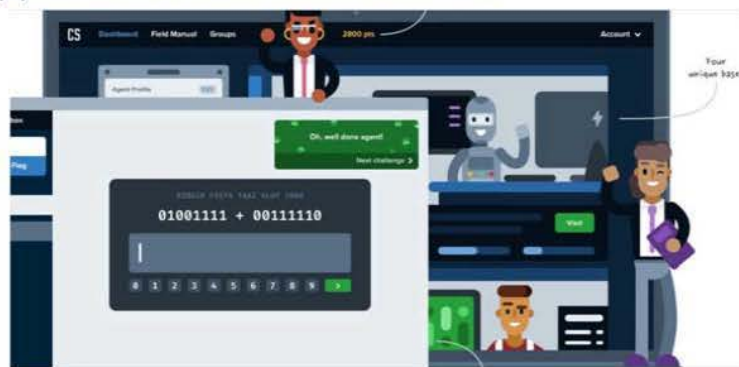 CS Dashboard Field Manual Groups 2800 pts Account
Your
unique base
Agent Profile
Oh, well done agent!
Next challenge >
Flag
01001111 + 00111110
Visit
0 1 2 3 4 5 6 7 8 9 >